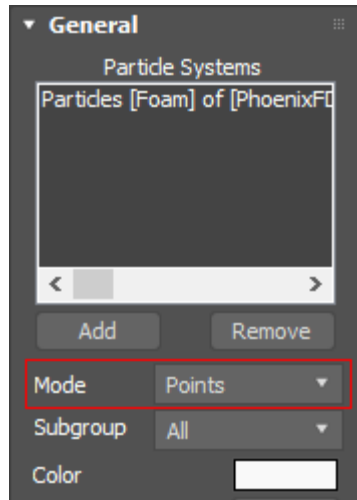 General
Particle Systems
Particles [Foam] of [PhoenixFD
Add
Remove
Mode
Points
Subgroup
All
Color